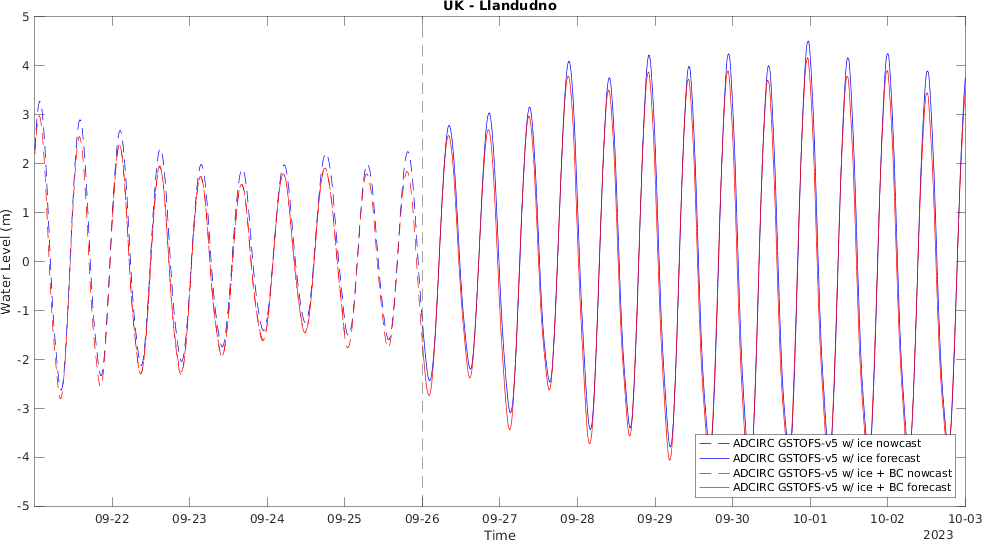 UK - Llandudno
5
4
3
2
1
0
-1
-2
-3
-4
-5
Water Level (m)
ADCIRC GSTOFS-v5 w/ ice nowcast
ADCIRC GSTOFS-v5 w/ ice forecast
ADCIRC GSTOFS-v5 w/ ice + BC nowcast
ADCIRC GSTOFS-v5 w/ ice + BC forecast
09-22 09-23 09-24 09-25 09-26 09-27 09-28 09-29 09-30 10-01 10-02 10-03
Time
2023